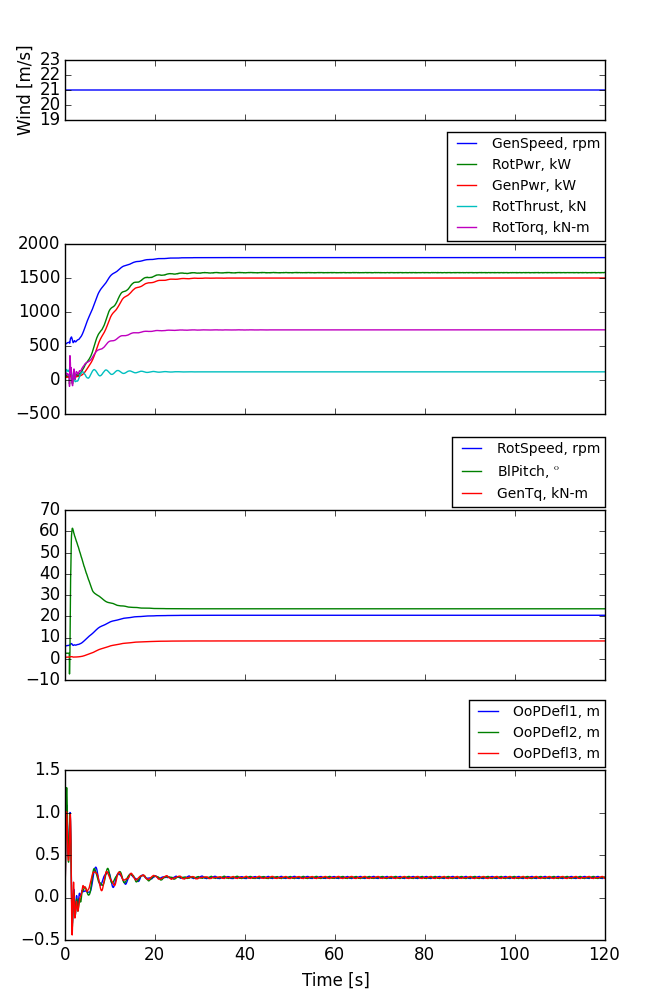 Wind [m/s]
23
22
21
20
19
GenSpeed, rpm
RotPwr, kW
GenPwr, kW
RotThrust, kN
RotTorq, kN-m
2000
1500
1000
500
0
−500
RotSpeed, rpm
BlPitch, °
GenTq, kN-m
70
60
50
40
30
20
10
0
−10
OoPDefl1, m
OoPDefl2, m
OoPDefl3, m
1.5
1.0
0.5
0.0
−0.5
0 20 40 60 80 100 120
Time [s]